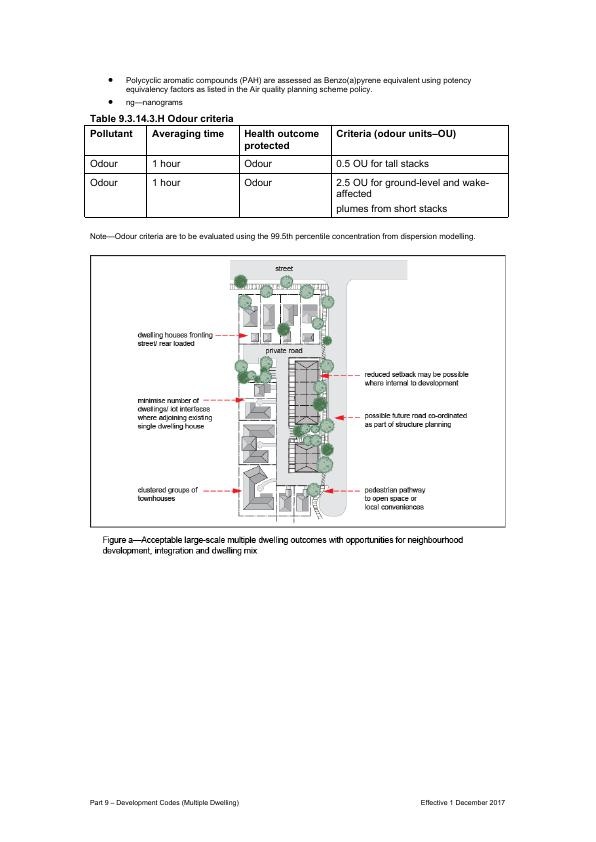 Polycyclic aromatic compounds (PAH) are assessed as Benzo(a)pyrene equivalent using potency
equivalency factors as listed in the Air quality planning scheme policy.
ng—nanograms
Table 9.3.14.3.H Odour criteria
Pollutant Averaging time Health outcome protected Criteria (odour units–OU)
Odour 1 hour Odour 0.5 OU for tall stacks
Odour 1 hour Odour 2.5 OU for ground-level and wake-
affected
plumes from short stacks
Note—Odour criteria are to be evaluated using the 99.5th percentile concentration from dispersion modelling.
street
dwelling houses fronting
street/ rear loaded
private road
reduced setback may be possible
where internal to development
minimise number of
dwellings/ lot interfaces
where adjoining existing
single dwelling house
possible future road co-ordinated
as part of structure planning
clustered groups of
townhouses
pedestrian pathway
to open space or
local conveniences
Figure a—Acceptable large-scale multiple dwelling outcomes with opportunities for neighbourhood
development, integration and dwelling mix
Part 9 – Development Codes (Multiple Dwelling) Effective 1 December 2017